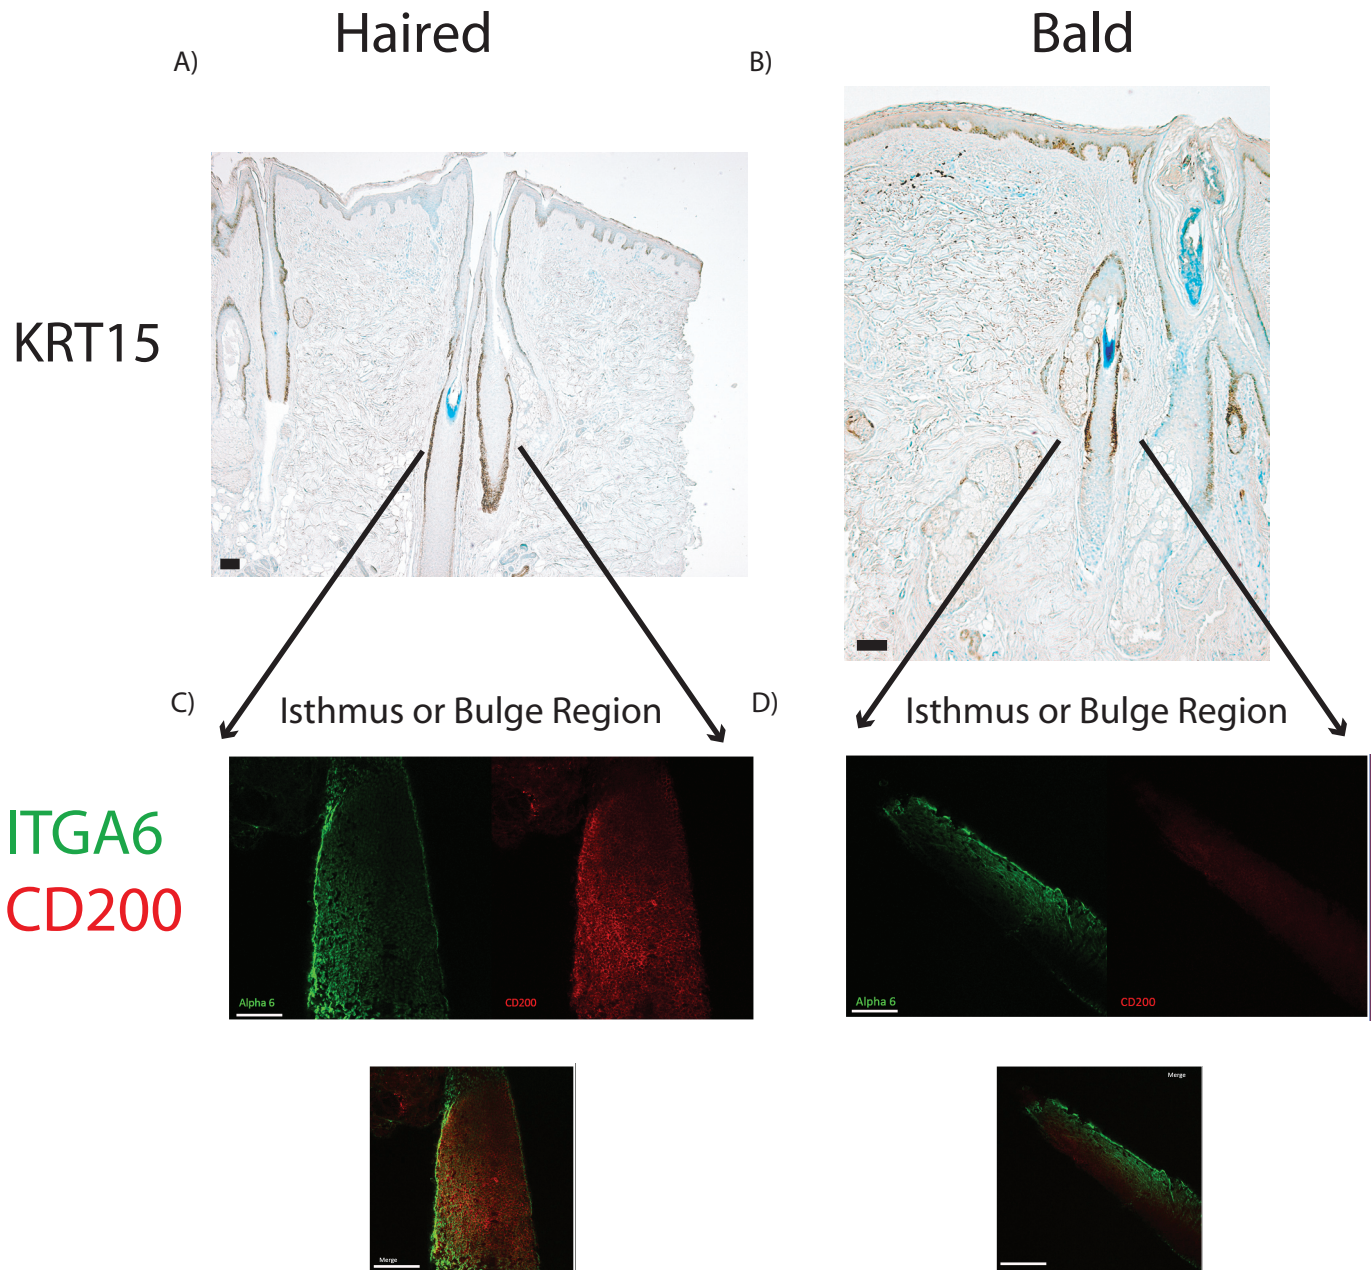 Haired
Bald
A)
B)
KRT15
C)
Isthmus or Bulge Region
D)
Isthmus or Bulge Region
ITGA6
CD200
Alpha 6
CD200
Alpha 6
CD200
Merge
Merge